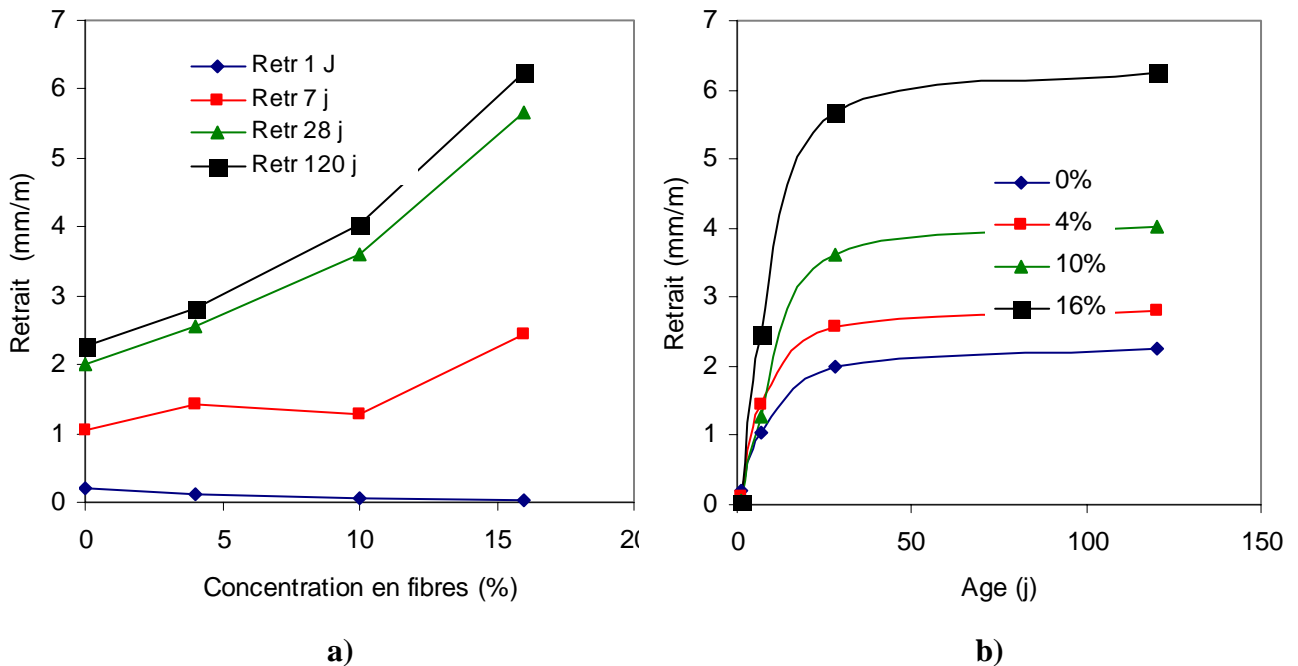 7
6
5
4
3
2
1
0
Retrait (mm/m)
Retr 1 J
Retr 7 j
Retr 28 j
Retr 120 j
0 5 10 15 20
Concentration en fibres (%)
a)
7
6
5
4
3
2
1
0
Retrait (mm/m)
0%
4%
10%
16%
0 50 100 150
Age (j)
b)